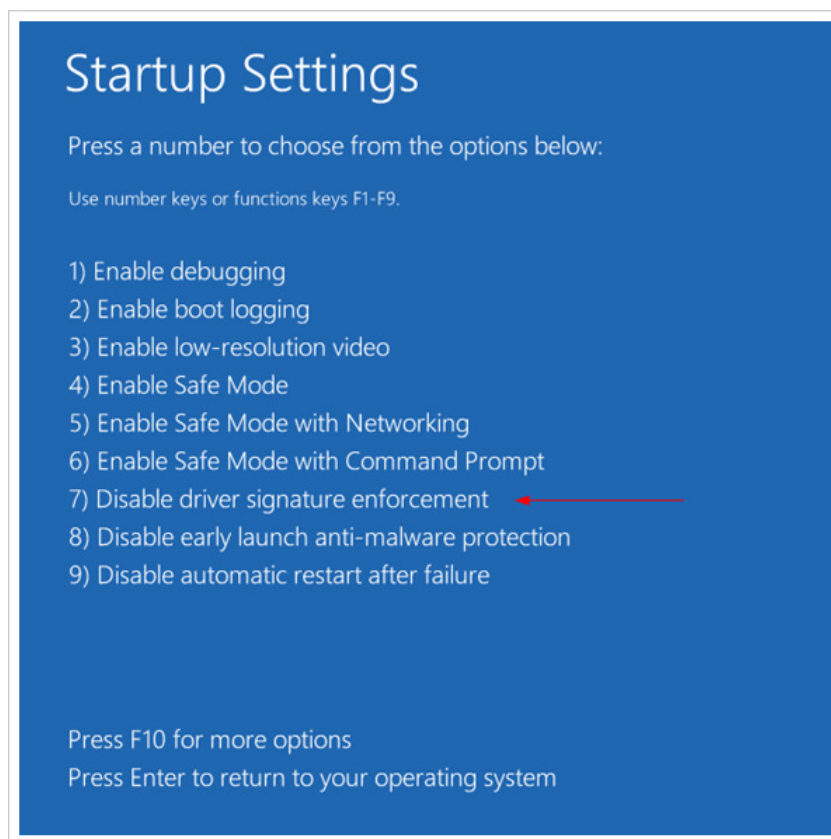 Startup Settings
Press a number to choose from the options below:
Use number keys or functions keys F1-F9.
1) Enable debugging
2) Enable boot logging
3) Enable low-resolution video
4) Enable Safe Mode
5) Enable Safe Mode with Networking
6) Enable Safe Mode with Command Prompt
7) Disable driver signature enforcement
8) Disable early launch anti-malware protection
9) Disable automatic restart after failure
Press F10 for more options
Press Enter to return to your operating system